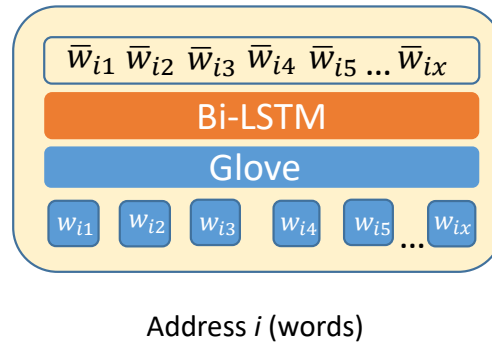 w̅i1 w̅i2 w̅i3 w̅i4 w̅i5 ... w̅ix
Bi-LSTM
Glove
wi1 wi2 wi3 wi4 wi5 ... wix
Address i (words)